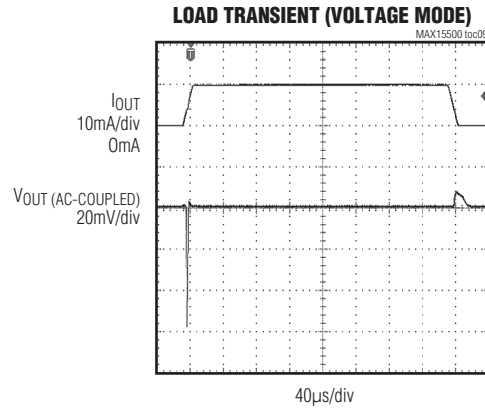 LOAD TRANSIENT (VOLTAGE MODE)
MAX15500 toc09
IOUT
10mA/div
0mA
VOUT (AC-COUPLED)
20mV/div
40µs/div